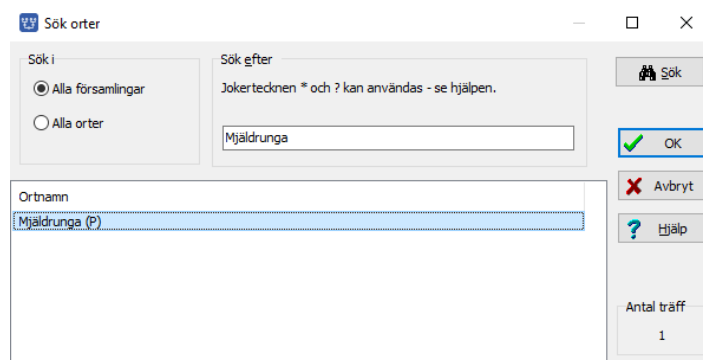 Sök orter
Sök i
Alla församlingar
Alla orter
Sök efter
Jokertecknen * och ? kan användas - se hjälpen.
Mjäldrunga
Sök
OK
Avbryt
Hjälp
Ortnamn
Mjäldrunga (P)
Antal träff
1